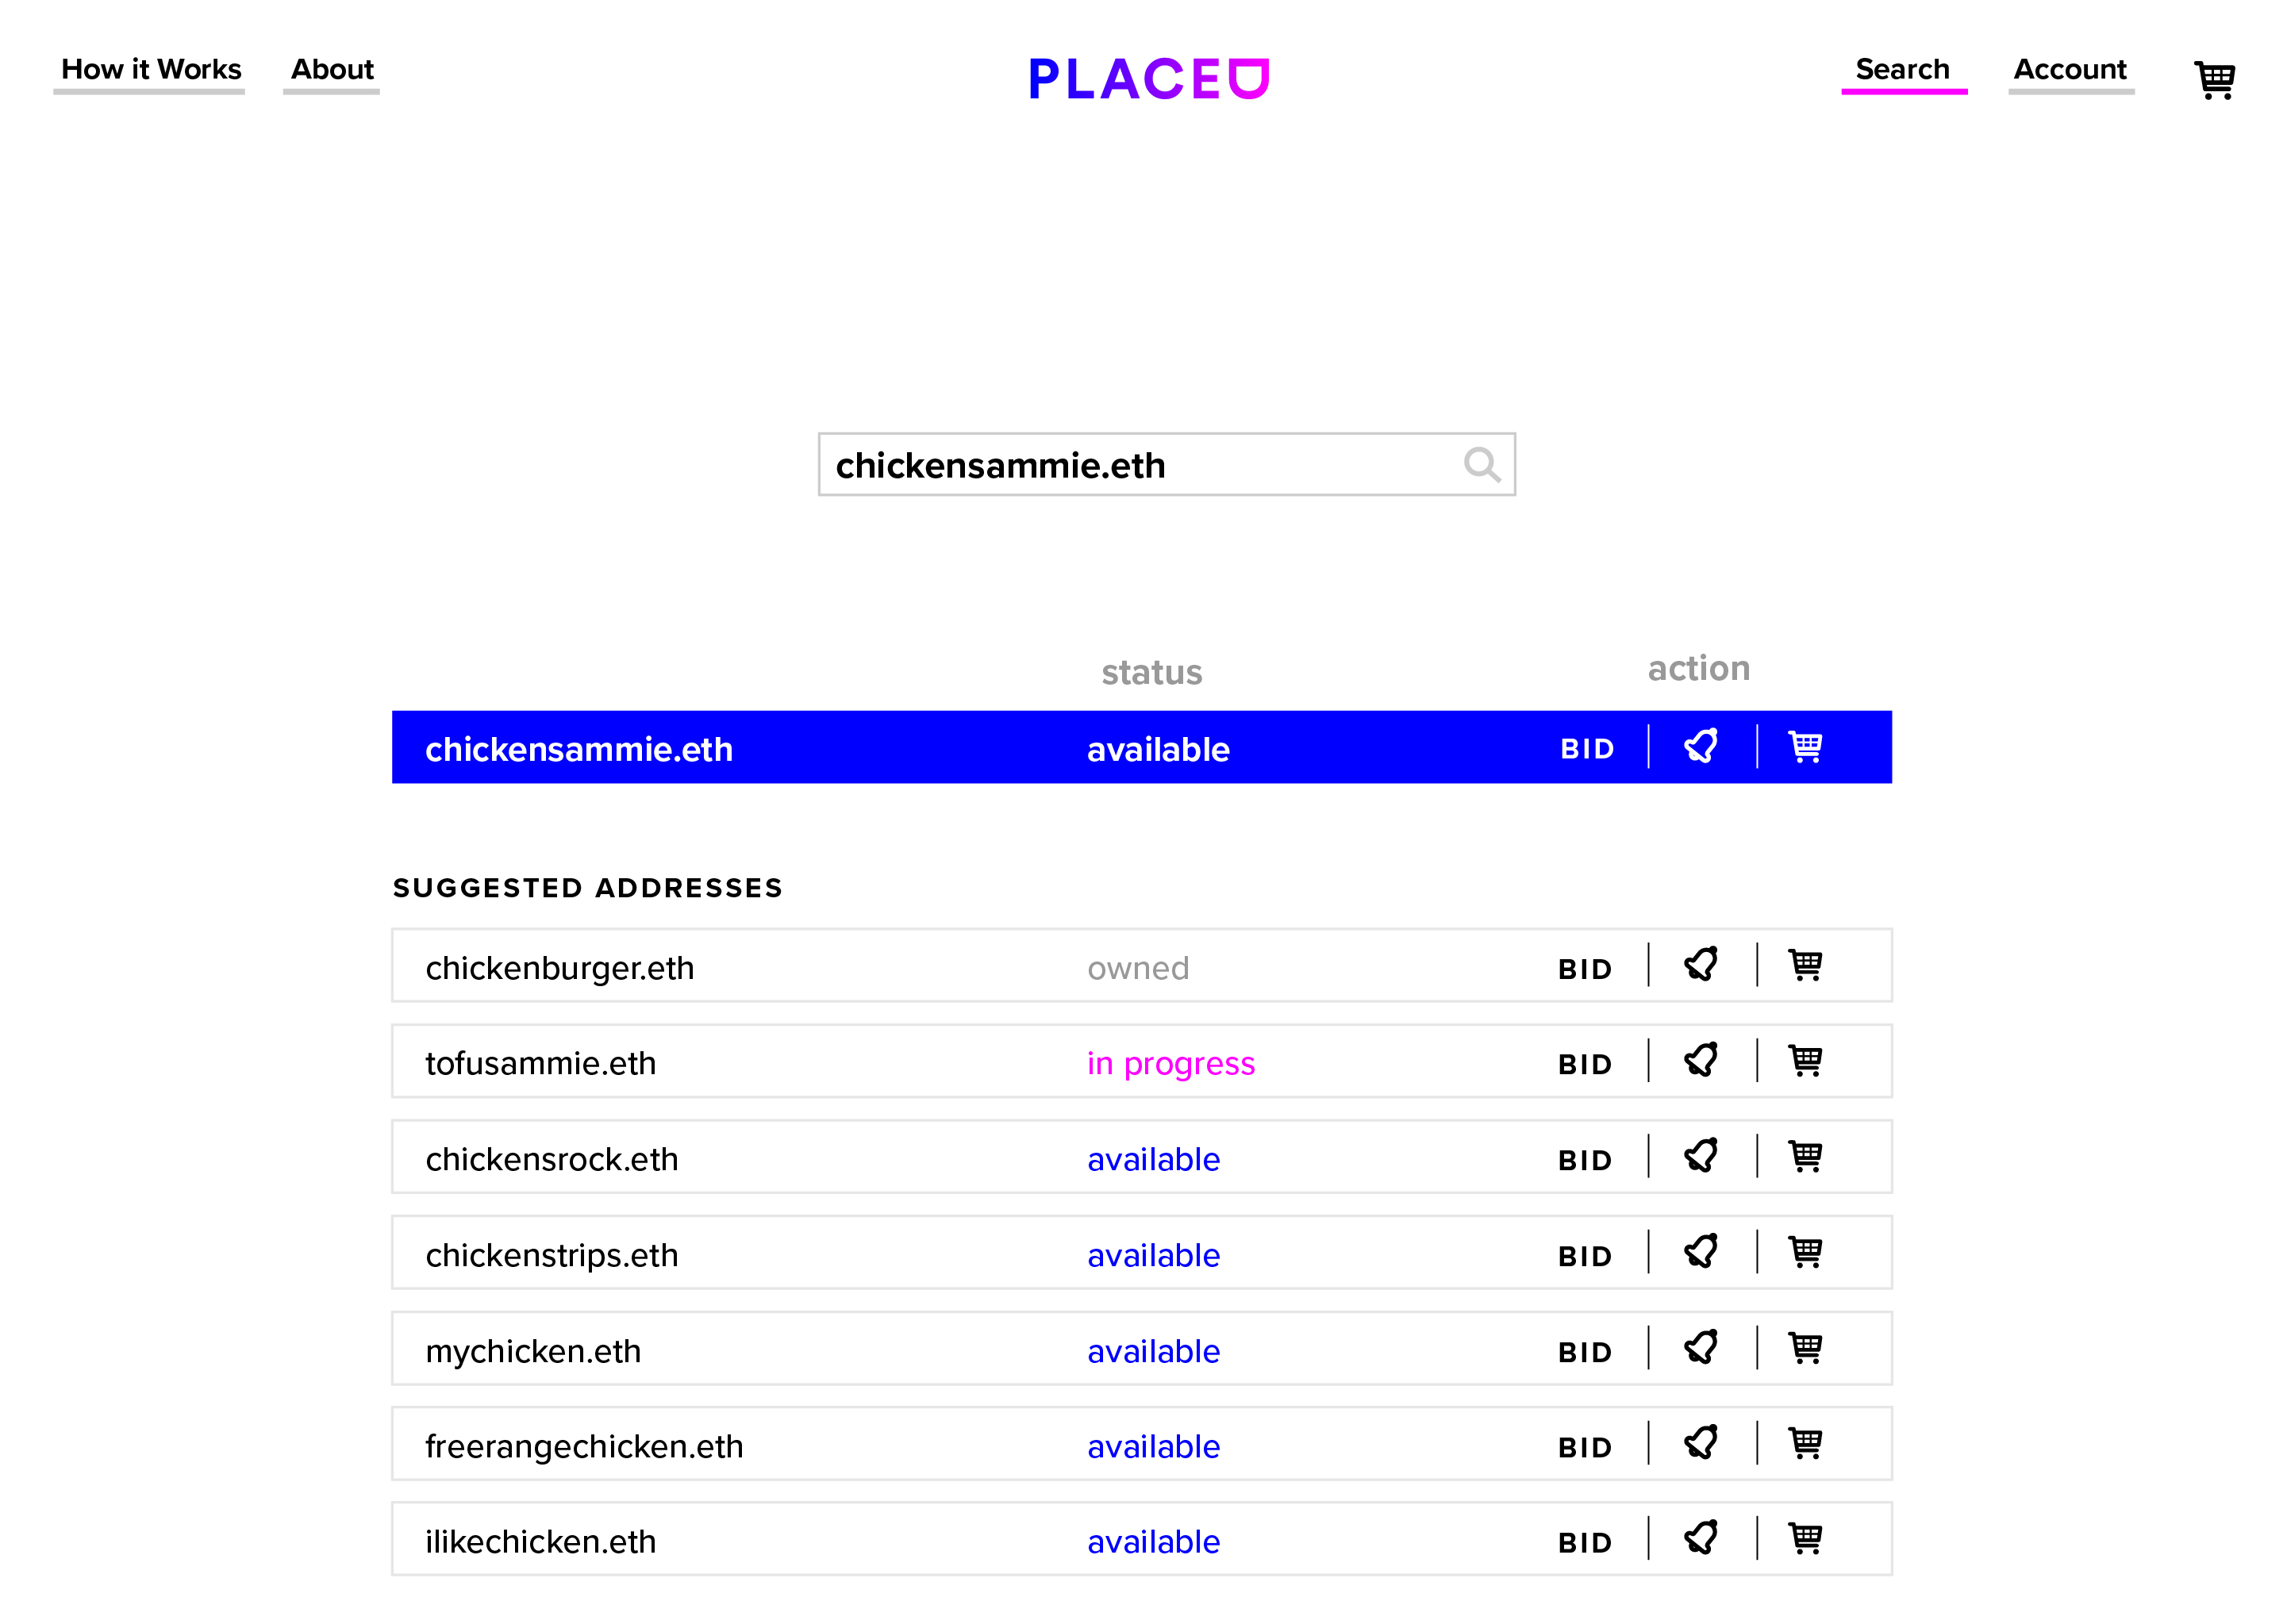 How it Works About PLACED Search Account
chickensammie.eth
status action
chickensammie.eth available BID
SUGGESTED ADDRESSES
chickenburger.eth owned BID
tofusammie.eth in progress BID
chickensrock.eth available BID
chickenstrips.eth available BID
mychicken.eth available BID
freerangechicken.eth available BID
ilikechicken.eth available BID